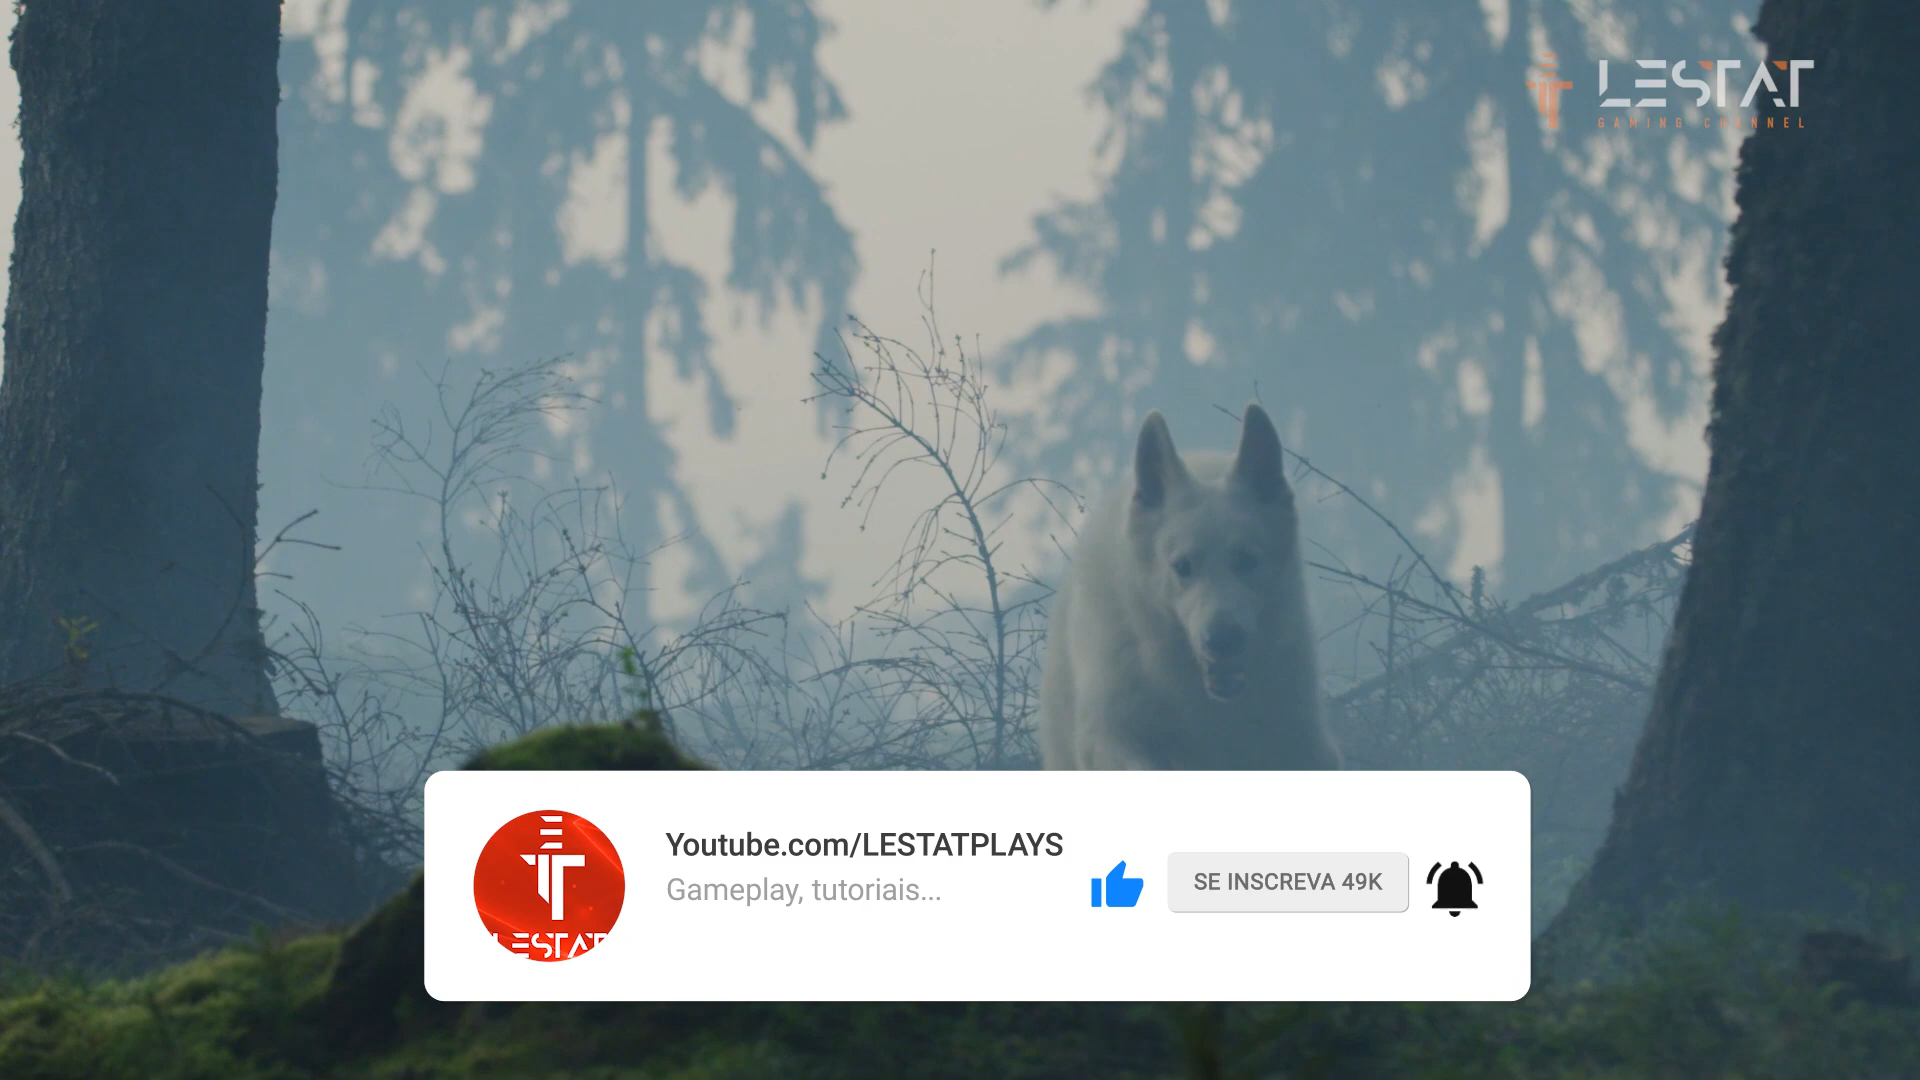 LESTAT
GAMING CHANNEL
Youtube.com/LESTATPLAYS
Gameplay, tutoriais...
SE INSCREVA 49K
LESTAT